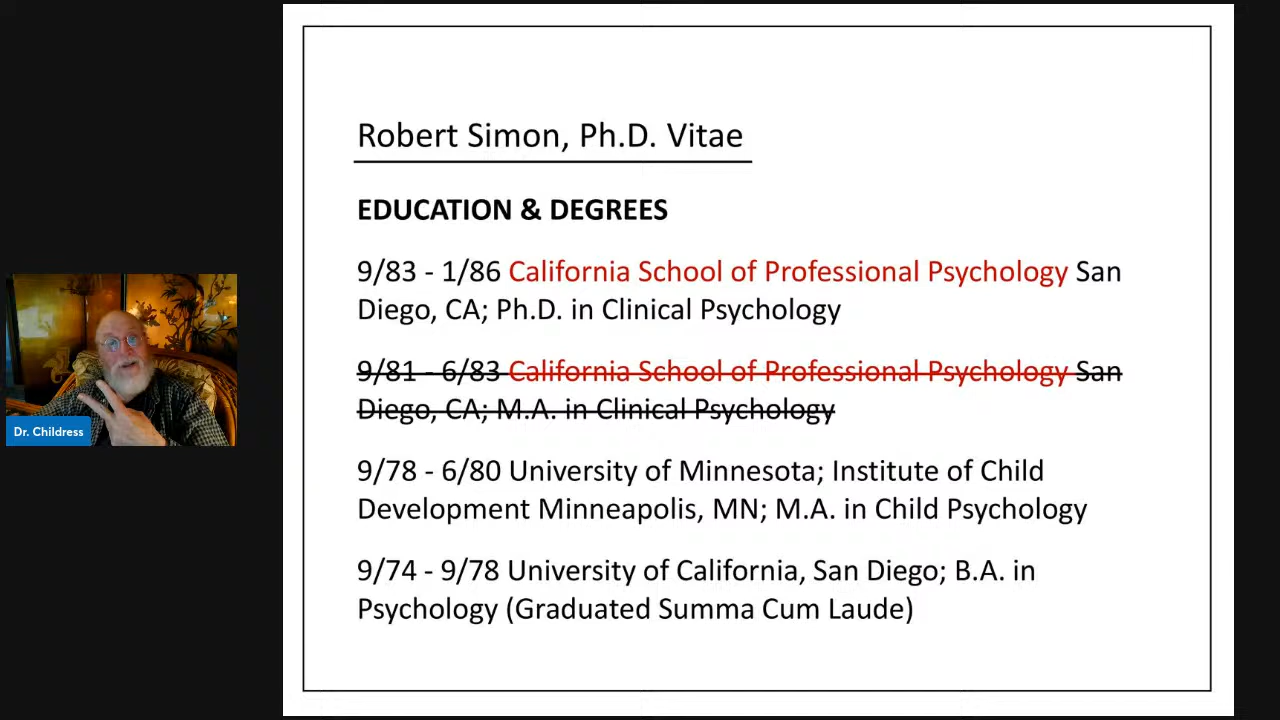 Robert Simon, Ph.D. Vitae
EDUCATION & DEGREES
9/83 - 1/86 California School of Professional Psychology San
Diego, CA; Ph.D. in Clinical Psychology
9/81 - 6/83 California School of Professional Psychology San
Diego, CA; M.A. in Clinical Psychology
9/78 - 6/80 University of Minnesota; Institute of Child
Development Minneapolis, MN; M.A. in Child Psychology
9/74 - 9/78 University of California, San Diego; B.A. in
Psychology (Graduated Summa Cum Laude)
Dr. Childress